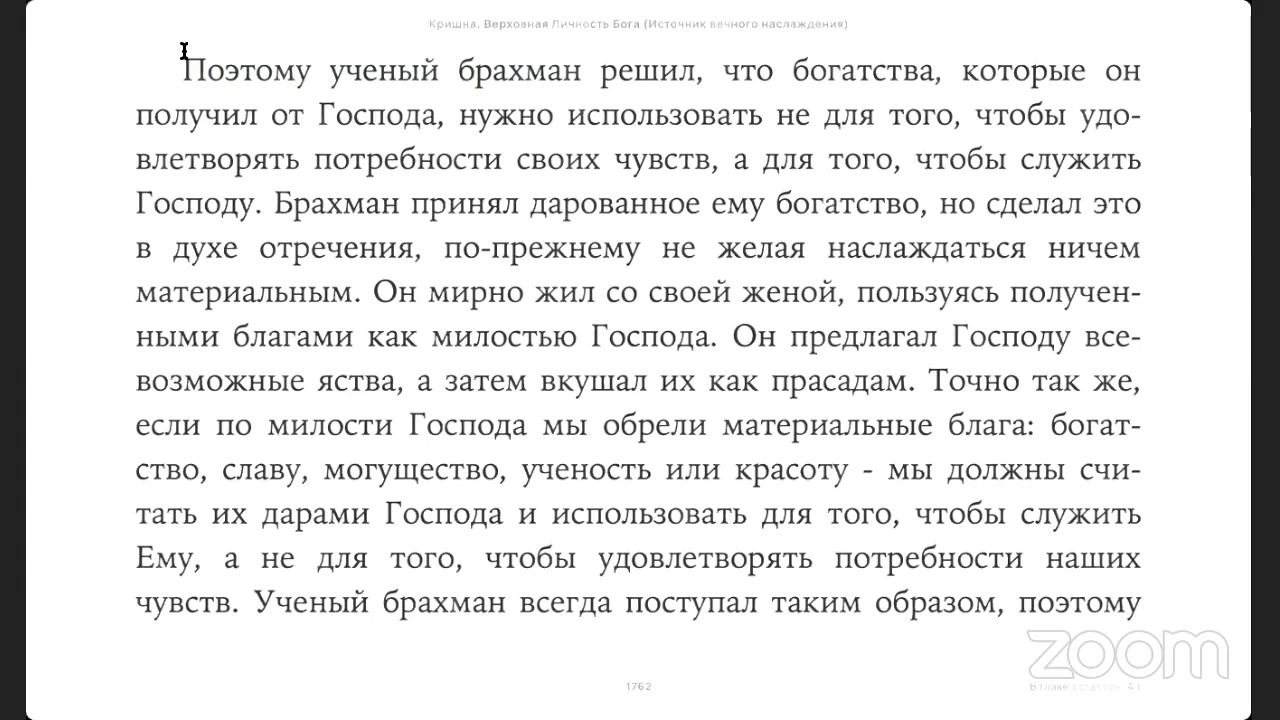 Кришна. Верховная Личность Бога (Источник вечного наслаждения)
Поэтому ученый брахман решил, что богатства, которые он
получил от Господа, нужно использовать не для того, чтобы удо-
влетворять потребности своих чувств, а для того, чтобы служить
Господу. Брахман принял дарованное ему богатство, но сделал это
в духе отречения, по-прежнему не желая наслаждаться ничем
материальным. Он мирно жил со своей женой, пользуясь получен-
ными благами как милостью Господа. Он предлагал Господу все-
возможные яства, а затем вкушал их как прасадам. Точно так же,
если по милости Господа мы обрели материальные блага: богат-
ство, славу, могущество, ученость или красоту - мы должны счи-
тать их дарами Господа и использовать для того, чтобы служить
Ему, а не для того, чтобы удовлетворять потребности наших
чувств. Ученый брахман всегда поступал таким образом, поэтому
zoom
1762
В главе осталось: 4 с